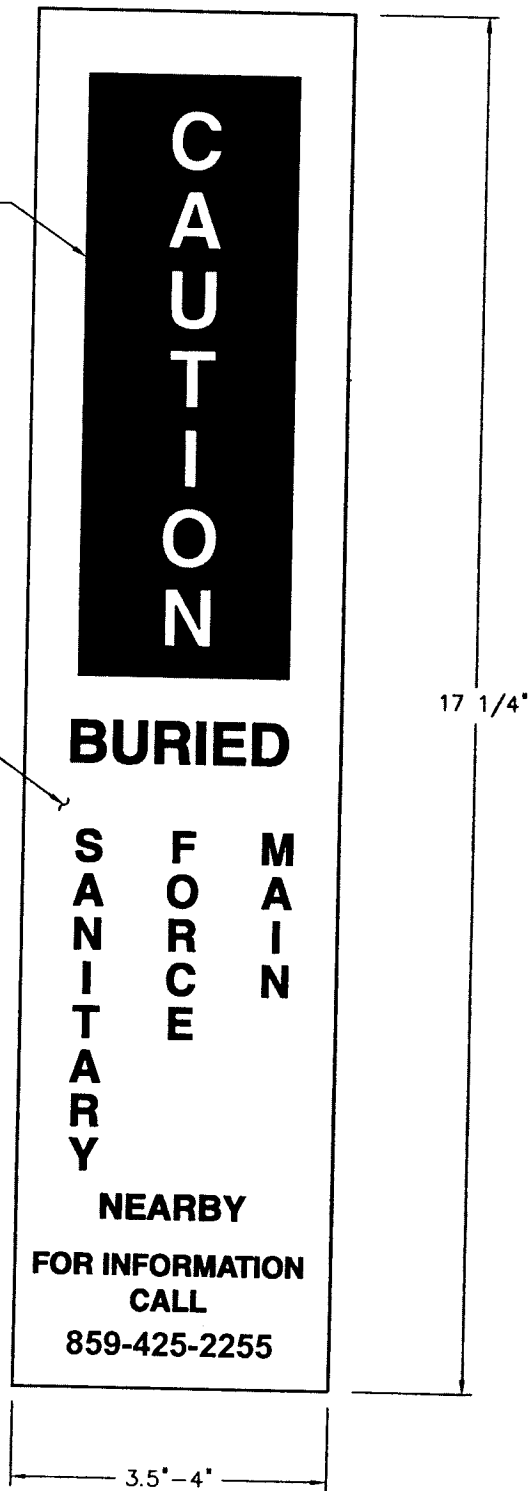 CAUTION
BURIED
SANITARY
FORCE
MAIN
NEARBY
FOR INFORMATION
CALL
859-425-2255
17 1/4"
3.5"-4"